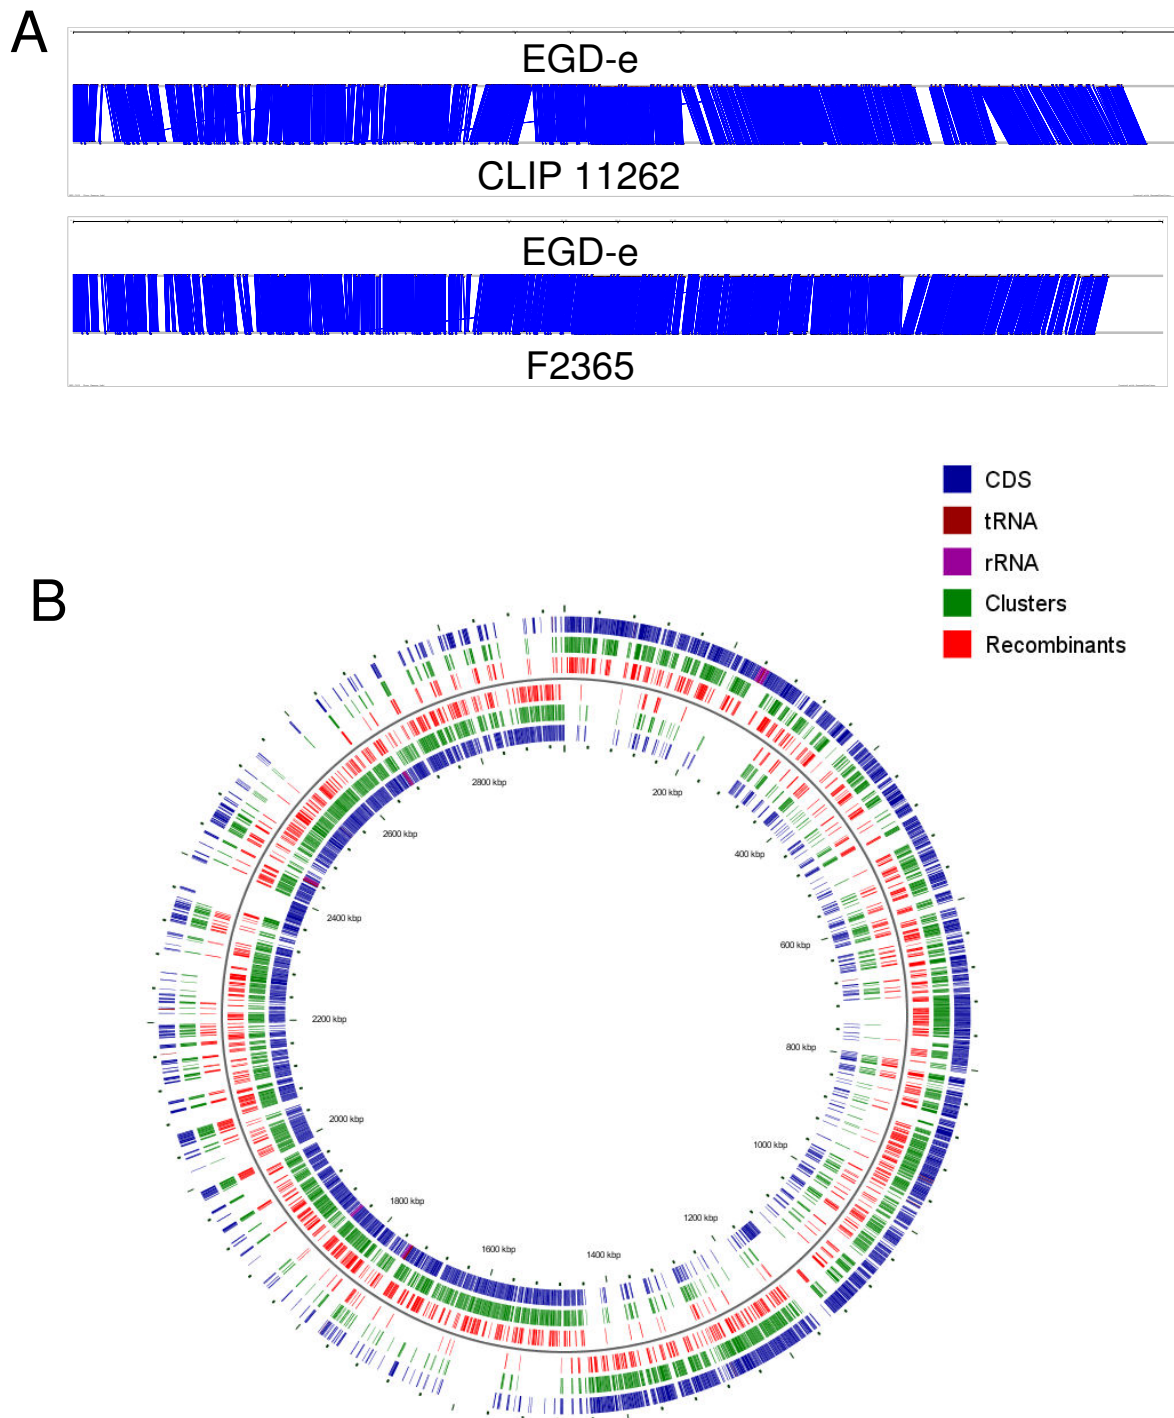 A
EGD-e
CLIP 11262
EGD-e
F2365
CDS
tRNA
rRNA
Clusters
Recombinants
B
2800 kbp
200 kbp
2600 kbp
400 kbp
2400 kbp
600 kbp
2200 kbp
800 kbp
2000 kbp
1000 kbp
1800 kbp
1200 kbp
1600 kbp
1400 kbp